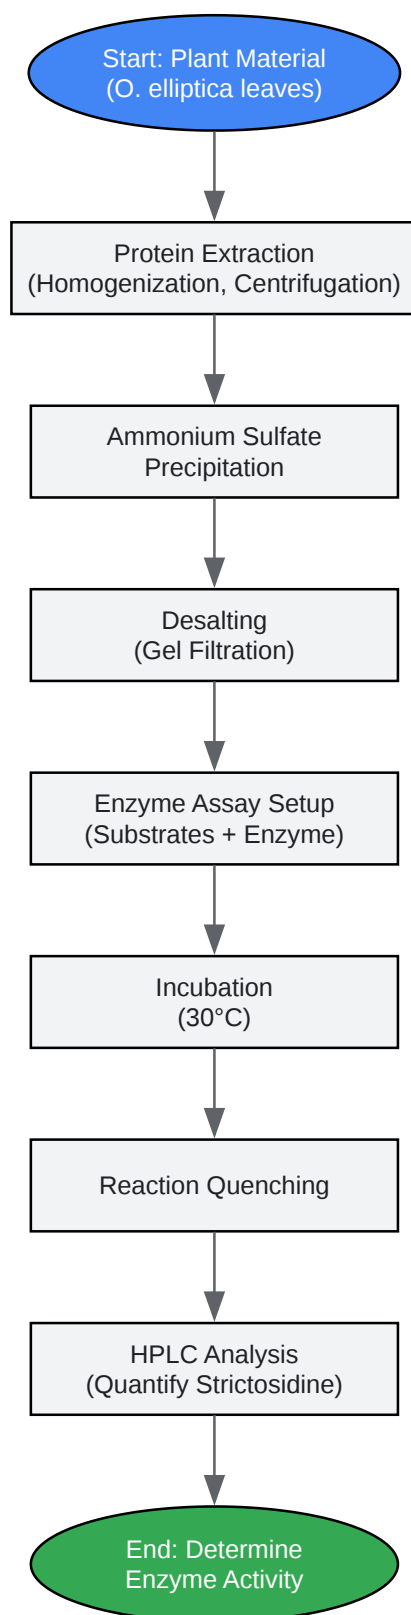 Start: Plant Material
(O. elliptica leaves)
Protein Extraction
(Homogenization, Centrifugation)
Ammonium Sulfate
Precipitation
Desalting
(Gel Filtration)
Enzyme Assay Setup
(Substrates + Enzyme)
Incubation
(30°C)
Reaction Quenching
HPLC Analysis
(Quantify Strictosidine)
End: Determine
Enzyme Activity